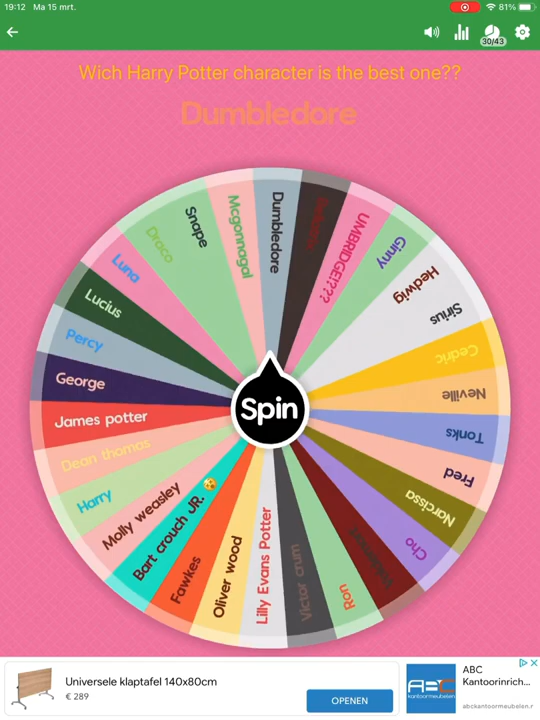 19:12 Ma 15 mrt.
81%
30/43
Wich Harry Potter character is the best one??
Dumbledore
Dumbledore
UMBRIDGE!???
Ginny
Hedwig
Sirius
Cedric
Neville
Tonks
Fred
Narcissa
Cho
Ron
Victor crum
Lilly Evans Potter
Oliver wood
Fawkes
Bart crouch JR. 🤪
Molly weasley
Harry
Dean thomas
James potter
George
Percy
Lucius
Luna
Draco
Snape
Mcgonnagal
Spin
Universele klaptafel 140x80cm
€ 289
OPENEN
ABC
kantoormeubelen.nl
ABC
Kantoorinrich...
abckantoormeubelen.r